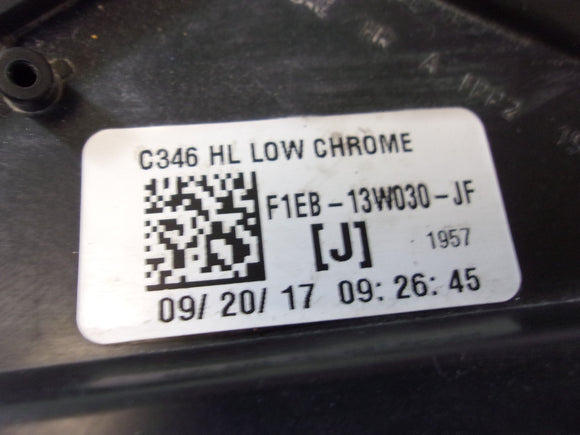 C346 HL LOW CHROME
F1EB-13W030-JF
[J] 1957
09/ 20/ 17 09: 26: 45